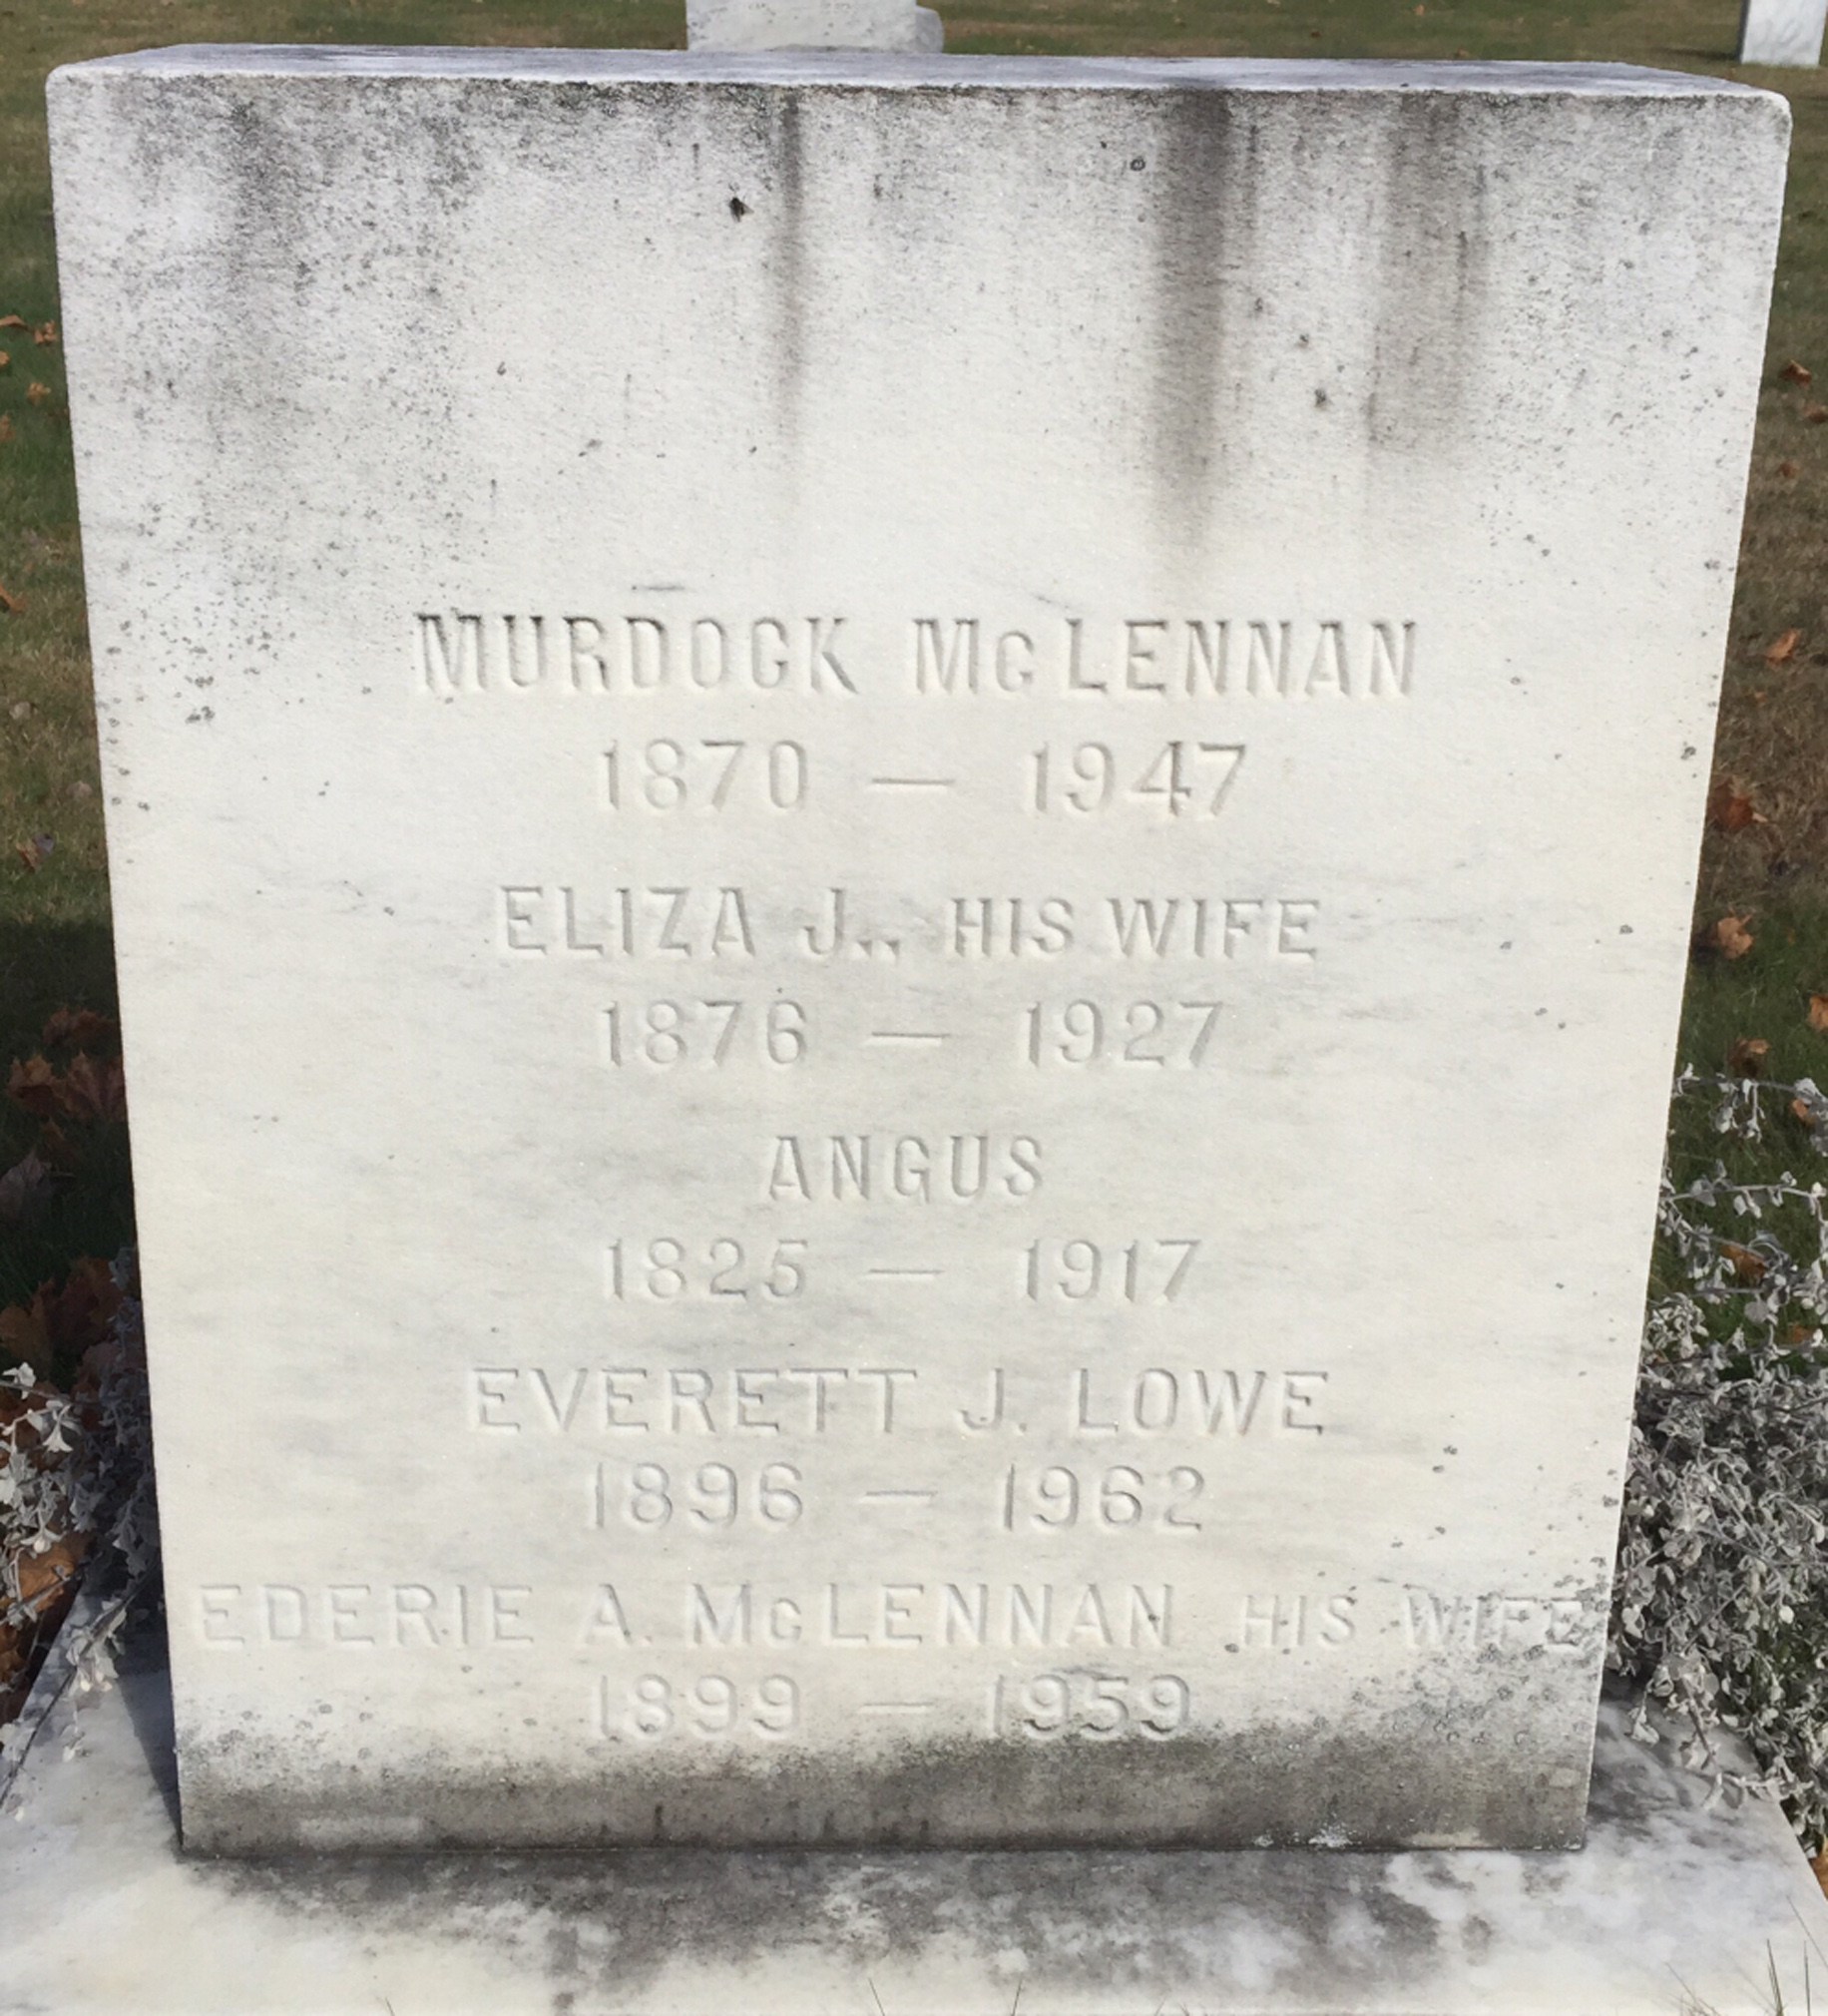 MURDOCK McLENNAN
1870 — 1947
ELIZA J., HIS WIFE
1876 — 1927
ANGUS
1825 — 1917
EVERETT J. LOWE
1896 — 1962
EDERIE A. McLENNAN HIS WIFE
1899 — 1959